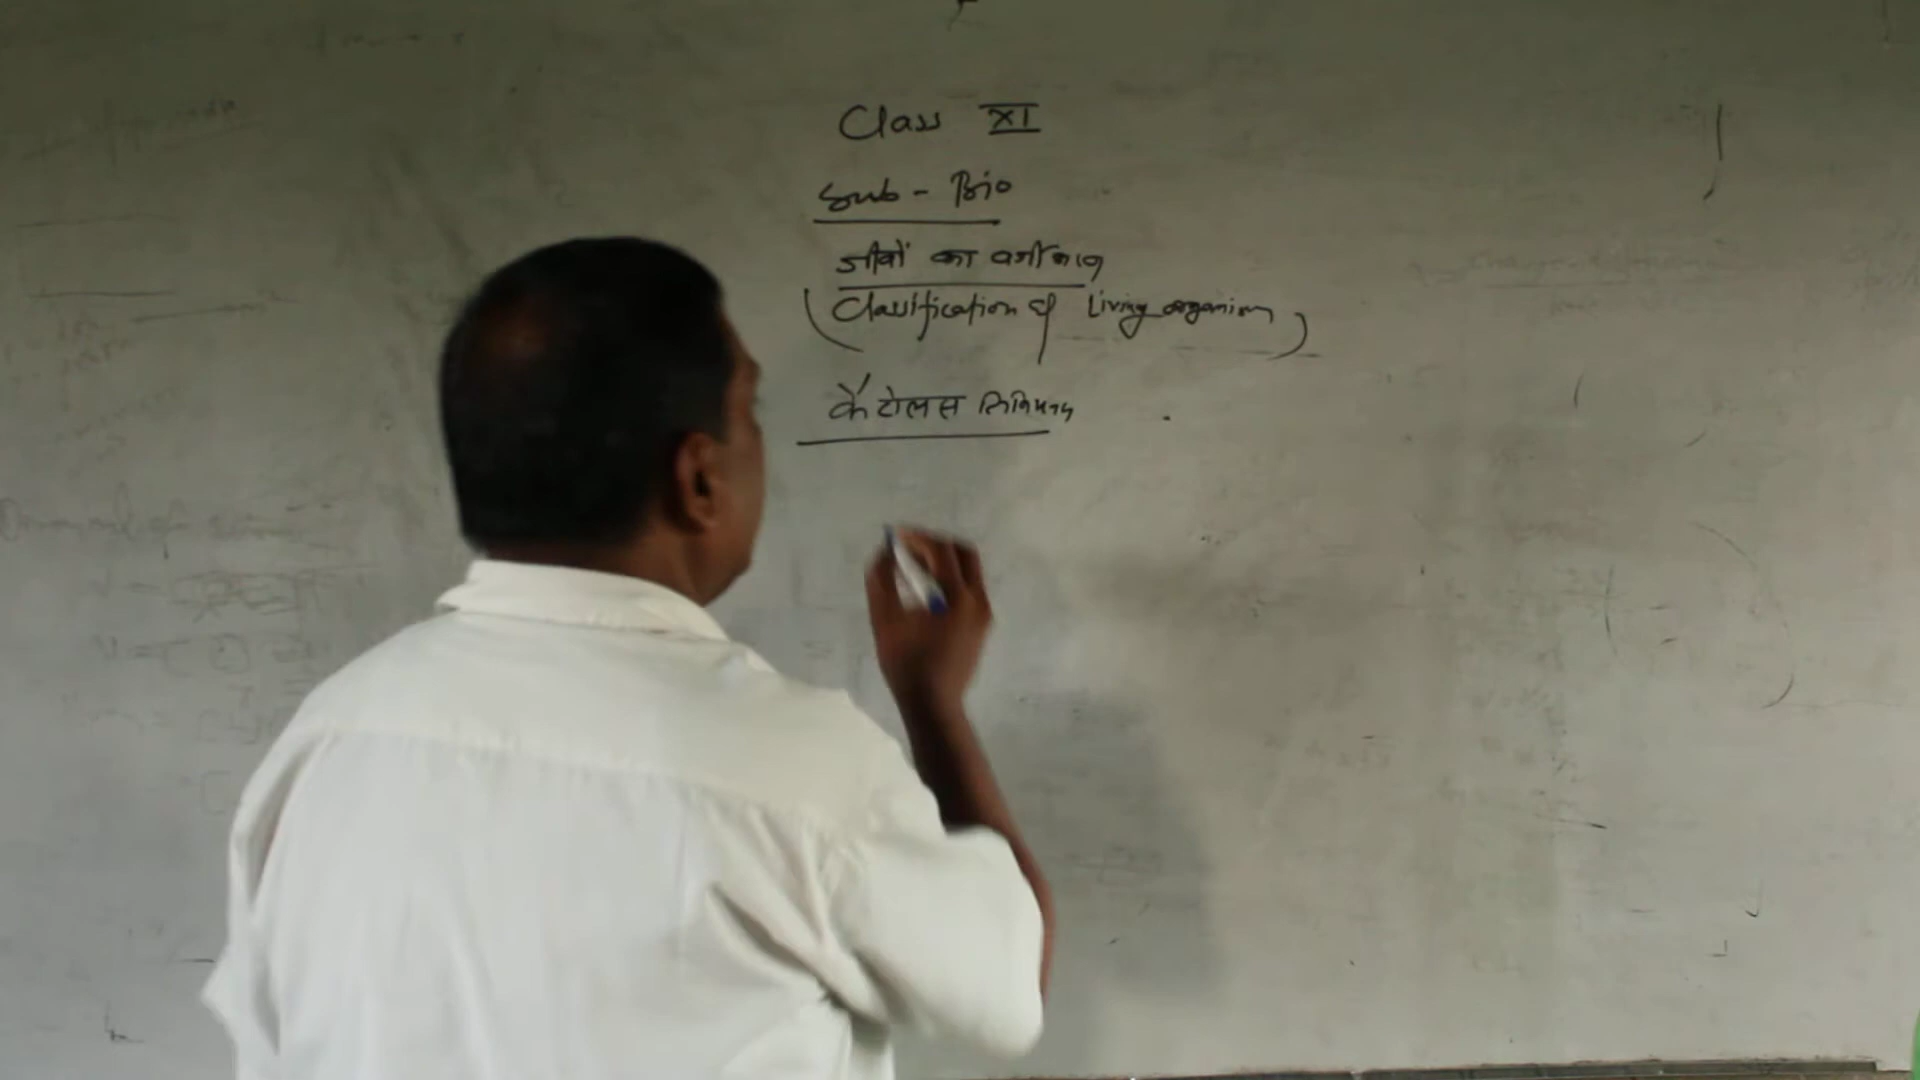 Class XI
Sub - Bio
जीवों का वर्गीकरण
(Classification of Living organism)
कैरोलस लिनियस